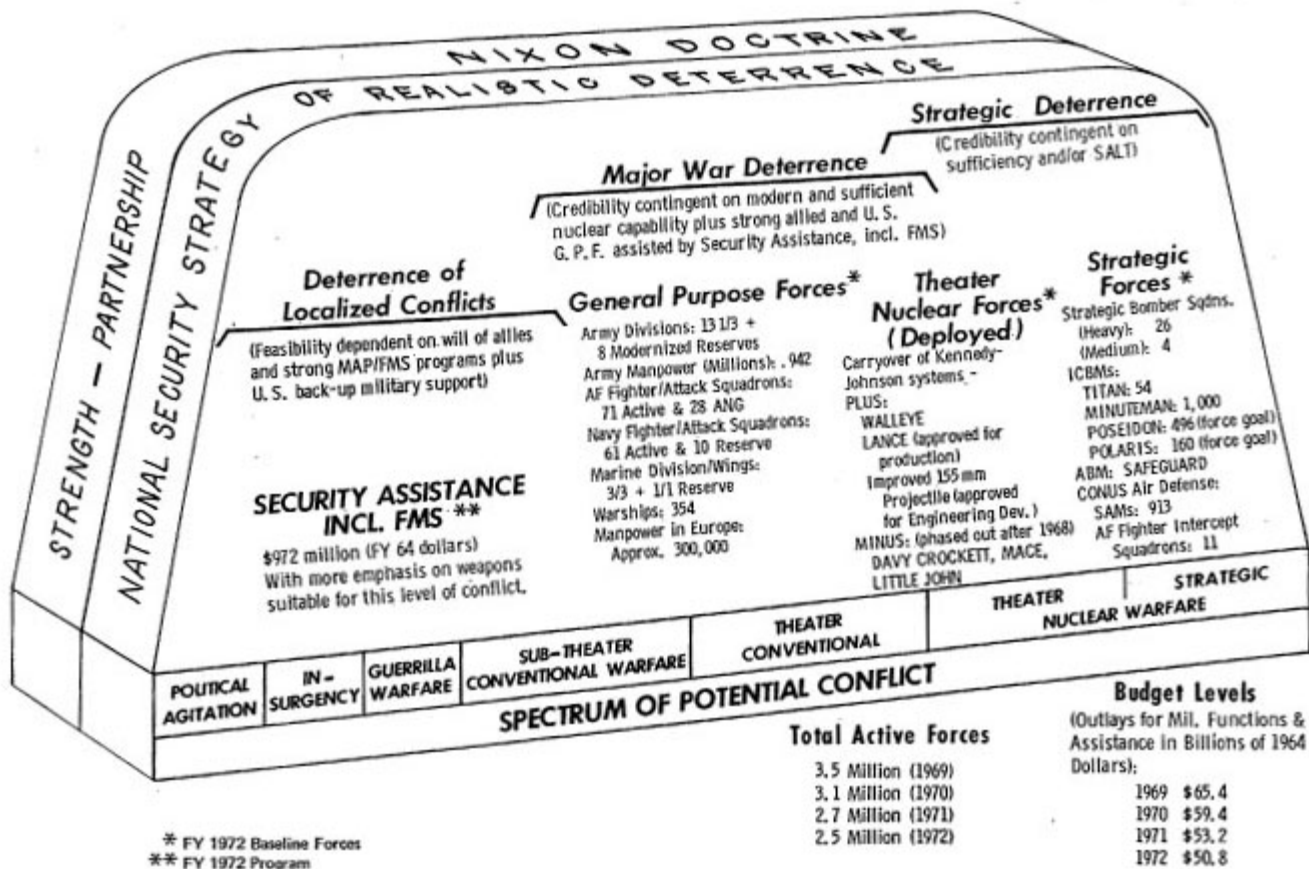 NIXON DOCTRINE
STRENGTH — PARTNERSHIP
NATIONAL SECURITY STRATEGY OF REALISTIC DETERRENCE
Strategic Deterrence
(Credibility contingent on
sufficiency and/or SALT)
Major War Deterrence
(Credibility contingent on modern and sufficient
nuclear capability plus strong allied and U.S.
G.P.F. assisted by Security Assistance, incl. FMS)
Deterrence of
Localized Conflicts
(Feasibility dependent on will of allies
and strong MAP/FMS programs plus
U.S. back-up military support)
SECURITY ASSISTANCE
INCL. FMS **
$972 million (FY 64 dollars)
With more emphasis on weapons
suitable for this level of conflict.
General Purpose Forces*
Army Divisions: 13 1/3 +
8 Modernized Reserves
Army Manpower (Millions): .942
AF Fighter/Attack Squadrons:
71 Active & 28 ANG
Navy Fighter/Attack Squadrons:
61 Active & 10 Reserve
Marine Division/Wings:
3/3 + 1/1 Reserve
Warships: 354
Manpower in Europe:
Approx. 300,000
Theater
Nuclear Forces*
(Deployed)
Carryover of Kennedy-
Johnson systems -
PLUS:
WALLEYE
LANCE (approved for
production)
Improved 155mm
Projectile (approved
for Engineering Dev.)
MINUS: (phased out after 1968)
DAVY CROCKETT, MACE,
LITTLE JOHN
Strategic
Forces *
Strategic Bomber Sqdns.
(Heavy): 26
(Medium): 4
ICBMs:
TITAN: 54
MINUTEMAN: 1,000
POSEIDON: 496 (force goal)
POLARIS: 160 (force goal)
ABM: SAFEGUARD
CONUS Air Defense:
SAMs: 913
AF Fighter Intercept
Squadrons: 11
POLITICAL
AGITATION
IN-
SURGENCY
GUERRILLA
WARFARE
SUB-THEATER
CONVENTIONAL WARFARE
THEATER
CONVENTIONAL
THEATER
STRATEGIC
NUCLEAR WARFARE
SPECTRUM OF POTENTIAL CONFLICT
Total Active Forces
3.5 Million (1969)
3.1 Million (1970)
2.7 Million (1971)
2.5 Million (1972)
Budget Levels
(Outlays for Mil. Functions &
Assistance in Billions of 1964
Dollars):
1969 $65.4
1970 $59.4
1971 $53.2
1972 $50.8
* FY 1972 Baseline Forces
** FY 1972 Program